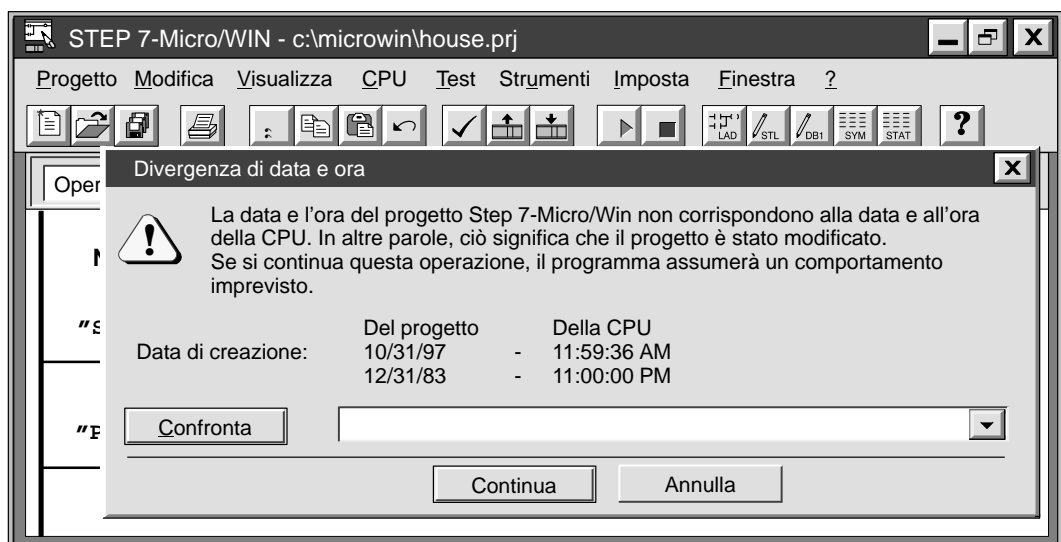 STEP 7-Micro/WIN - c:\microwin\house.prj
Progetto Modifica Visualizza CPU Test Strumenti Imposta Finestra ?
LAD STL DB1 SYM STAT ?
Divergenza di data e ora
Oper
La data e l'ora del progetto Step 7-Micro/Win non corrispondono alla data e all'ora
della CPU. In altre parole, ciò significa che il progetto è stato modificato.
Se si continua questa operazione, il programma assumerà un comportamento
imprevisto.
"S
Del progetto Della CPU
Data di creazione: 10/31/97 - 11:59:36 AM
12/31/83 - 11:00:00 PM
Confronta
Continua Annulla